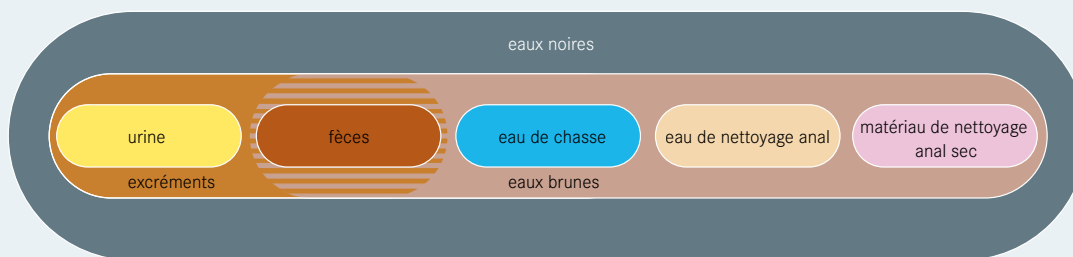 eaux noires
urine
fèces
eau de chasse
eau de nettoyage anal
matériau de nettoyage
anal sec
excréments
eaux brunes